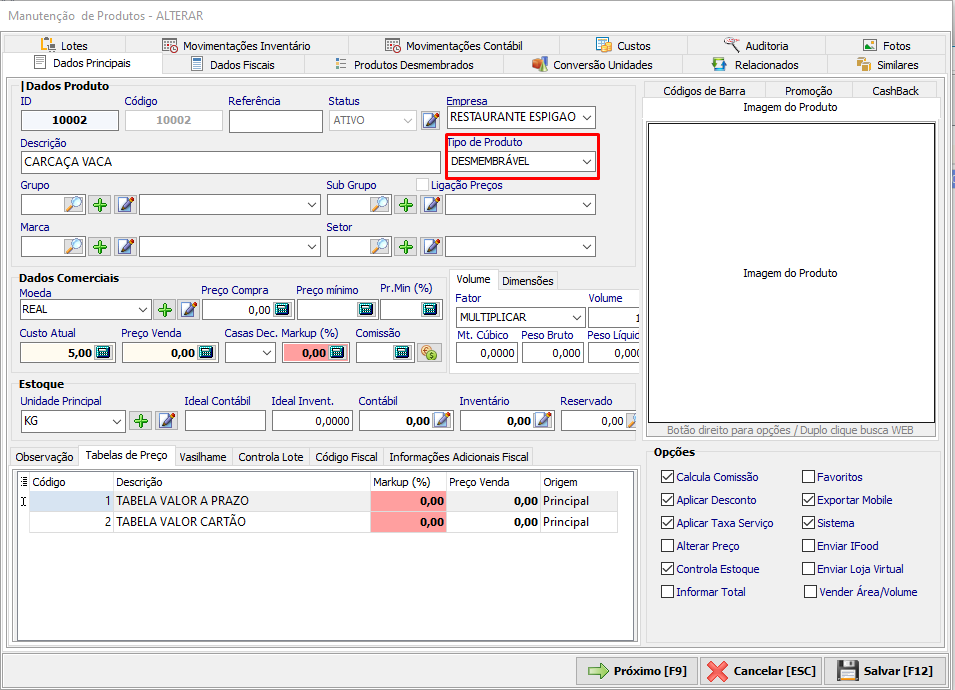 Manutenção de Produtos - ALTERAR
Lotes Movimentações Inventário Movimentações Contábil Custos Auditoria Fotos
Dados Principais Dados Fiscais Produtos Desmembrados Conversão Unidades Relacionados Similares
Dados Produto
ID Código Referência Status Empresa
10002 10002 ATIVO RESTAURANTE ESPIGAO
Descrição Tipo de Produto
CARCAÇA VACA DESMEMBRÁVEL
Grupo Sub Grupo Ligação Preços
Marca Setor
Dados Comerciais
Moeda Preço Compra Preço mínimo Pr.Min (%)
REAL 0,00
Custo Atual Preço Venda Casas Dec. Markup (%) Comissão
5,00 0,00 0,00
Volume Dimensões
Fator Volume
MULTIPLICAR 1
Mt. Cúbico Peso Bruto Peso Líquic
0,0000 0,000 0,000
Estoque
Unidade Principal Ideal Contábil Ideal Invent. Contábil Inventário Reservado
KG 0,0000 0,00 0,00 0,00
Observação Tabelas de Preço Vasilhame Controla Lote Código Fiscal Informações Adicionais Fiscal
Código Descrição Markup (%) Preço Venda Origem
1 TABELA VALOR A PRAZO 0,00 0,00 Principal
2 TABELA VALOR CARTÃO 0,00 0,00 Principal
Códigos de Barra Promoção CashBack
Imagem do Produto
Imagem do Produto
Botão direito para opções / Duplo clique busca WEB
Opções
Calcula Comissão Favoritos
Aplicar Desconto Exportar Mobile
Aplicar Taxa Serviço Sistema
Alterar Preço Enviar IFood
Controla Estoque Enviar Loja Virtual
Informar Total Vender Área/Volume
Próximo [F9] Cancelar [ESC] Salvar [F12]